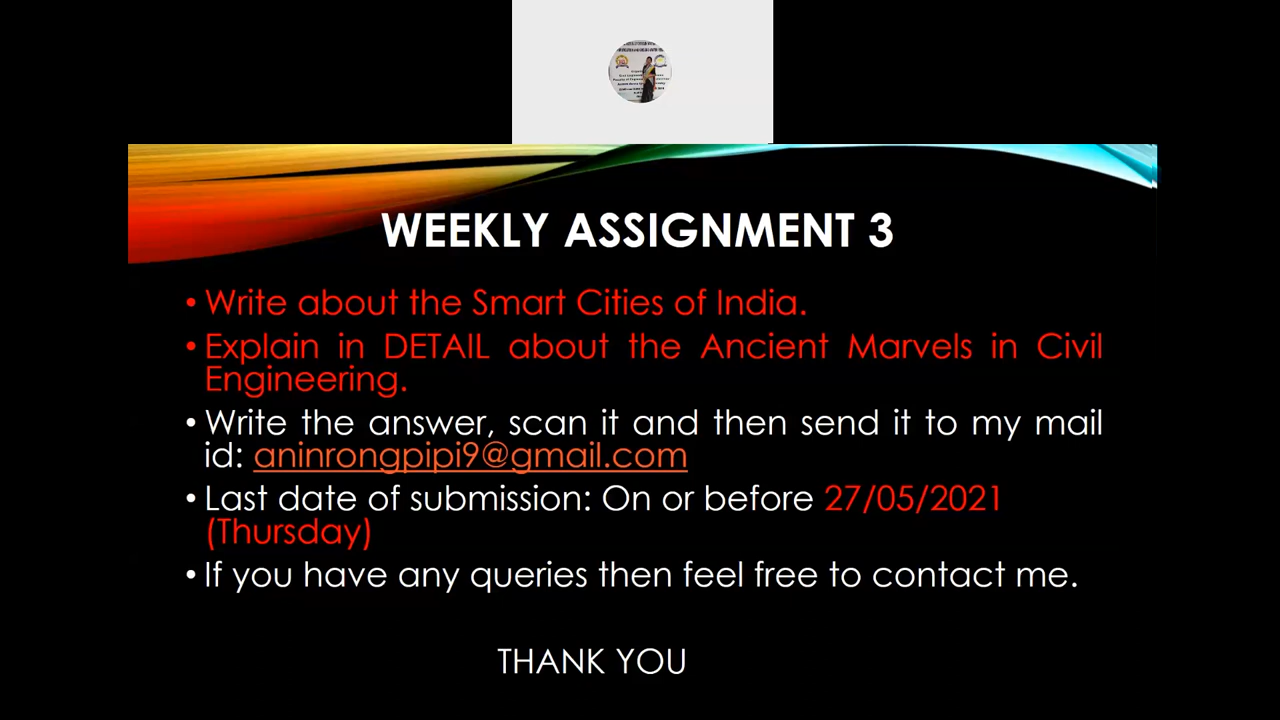 WEEKLY ASSIGNMENT 3
• Write about the Smart Cities of India.
• Explain in DETAIL about the Ancient Marvels in Civil
Engineering.
• Write the answer, scan it and then send it to my mail
id: aninrongpipi9@gmail.com
• Last date of submission: On or before 27/05/2021
(Thursday)
• If you have any queries then feel free to contact me.
THANK YOU